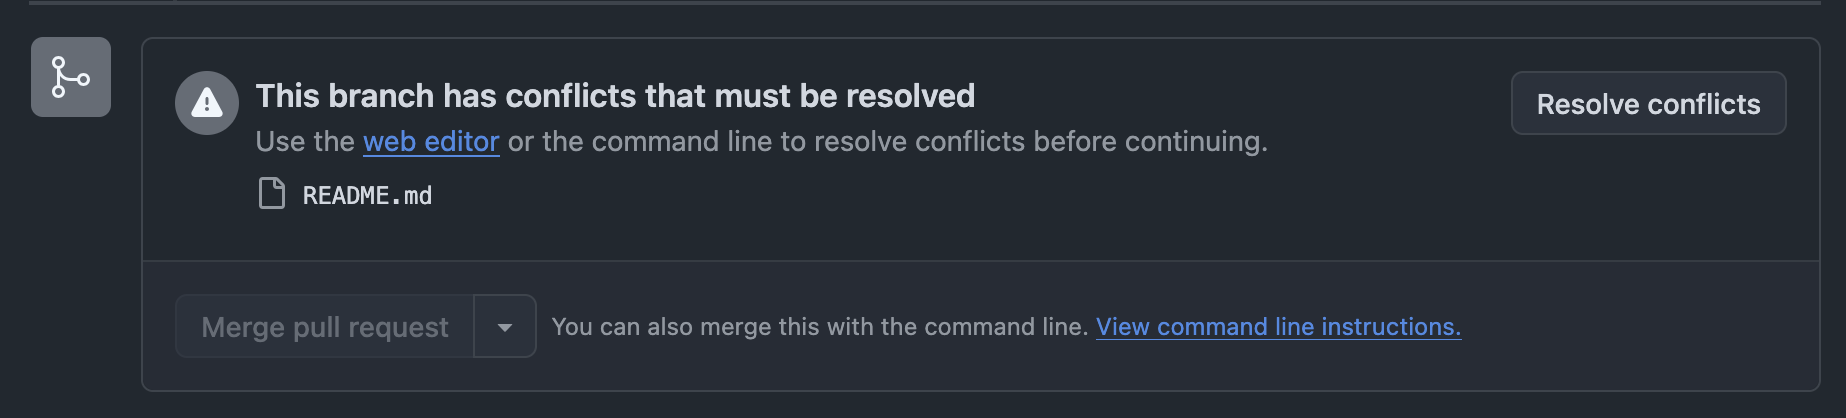 This branch has conflicts that must be resolved
Resolve conflicts
Use the web editor or the command line to resolve conflicts before continuing.
README.md
Merge pull request
You can also merge this with the command line. View command line instructions.